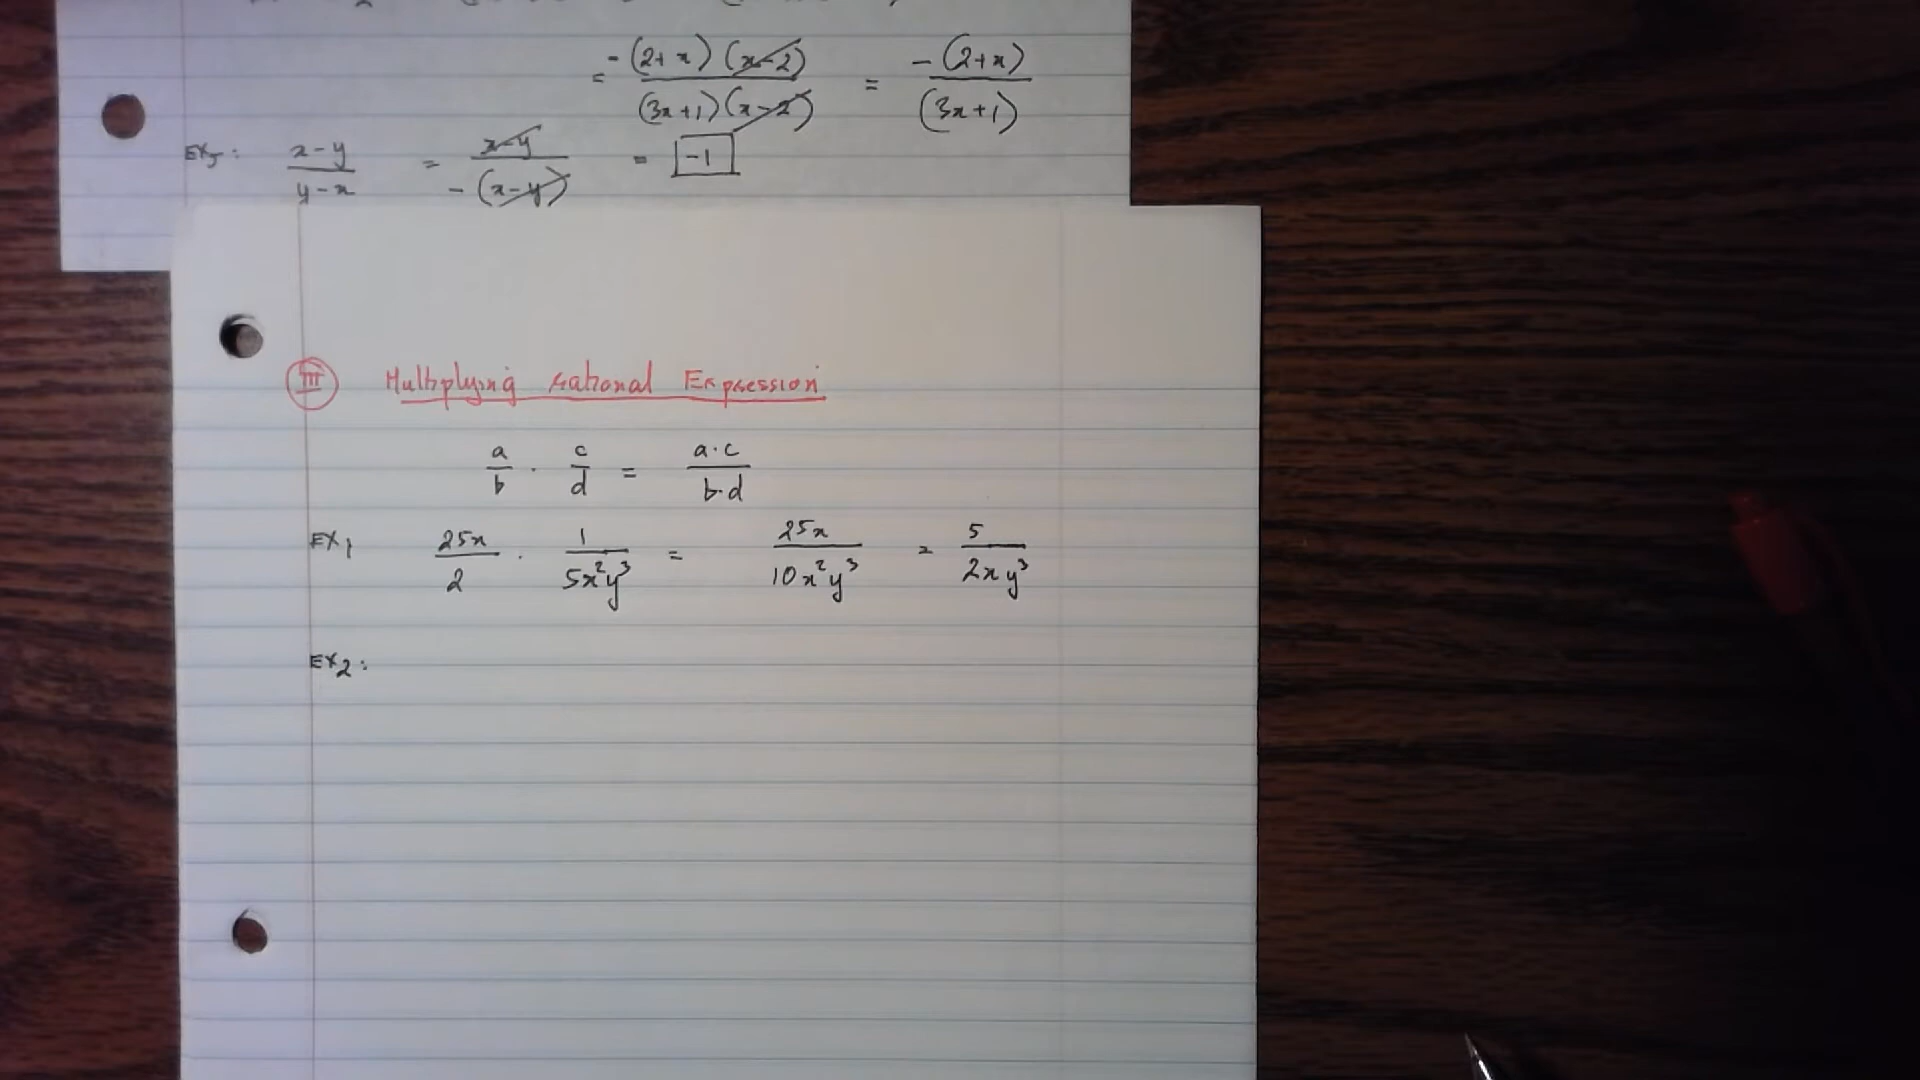 = -(2+x)(x-2) / (3x+1)(x-2) = -(2+x) / (3x+1)
EX5: x-y / y-x = x-y / -(x-y) = -1
III Multiplying rational Expression
a/b · c/d = a·c / b·d
EX1 25x/2 · 1/5x²y³ = 25x/10x²y³ = 5/2xy³
EX2: